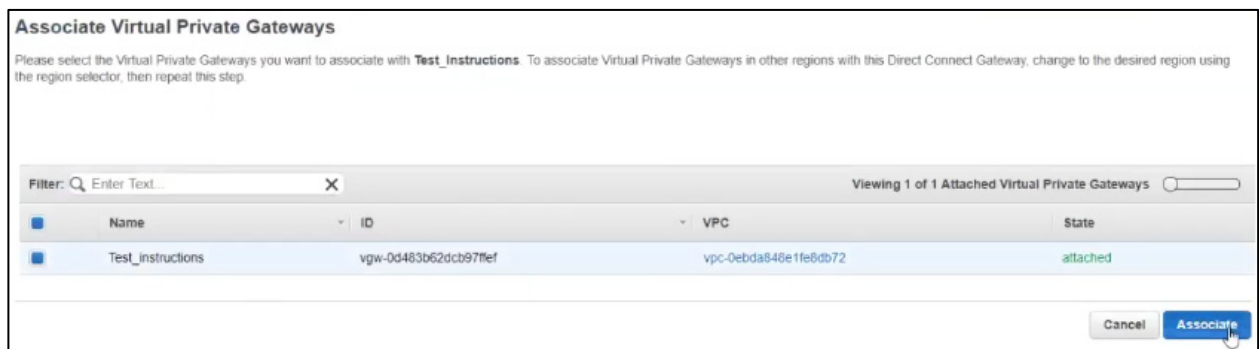 Associate Virtual Private Gateways
Please select the Virtual Private Gateways you want to associate with Test_Instructions. To associate Virtual Private Gateways in other regions with this Direct Connect Gateway, change to the desired region using
the region selector, then repeat this step.
Filter: Enter Text... Viewing 1 of 1 Attached Virtual Private Gateways
Name ID VPC State
Test_instructions vgw-0d483b62dcb97ffef vpc-0ebda848e1fe8db72 attached
Cancel Associate